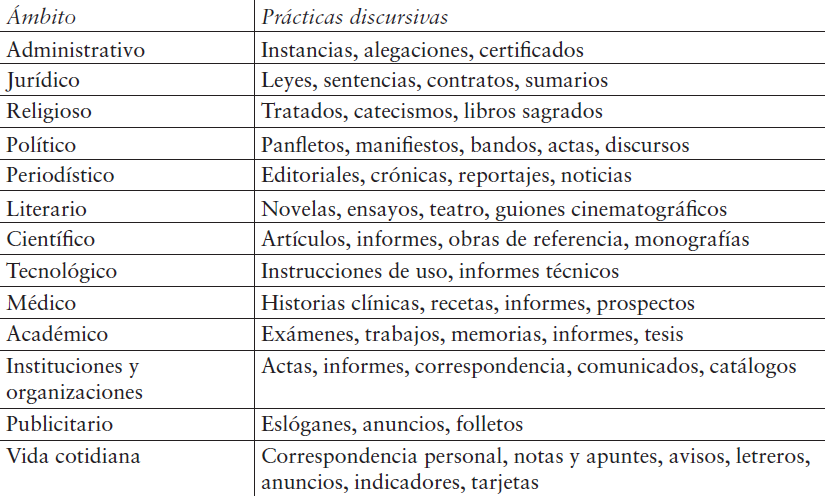 Ámbito Prácticas discursivas
Administrativo Instancias, alegaciones, certificados
Jurídico Leyes, sentencias, contratos, sumarios
Religioso Tratados, catecismos, libros sagrados
Político Panfletos, manifiestos, bandos, actas, discursos
Periodístico Editoriales, crónicas, reportajes, noticias
Literario Novelas, ensayos, teatro, guiones cinematográficos
Científico Artículos, informes, obras de referencia, monografías
Tecnológico Instrucciones de uso, informes técnicos
Médico Historias clínicas, recetas, informes, prospectos
Académico Exámenes, trabajos, memorias, informes, tesis
Instituciones y Actas, informes, correspondencia, comunicados, catálogos
organizaciones
Publicitario Eslóganes, anuncios, folletos
Vida cotidiana Correspondencia personal, notas y apuntes, avisos, letreros,
anuncios, indicadores, tarjetas